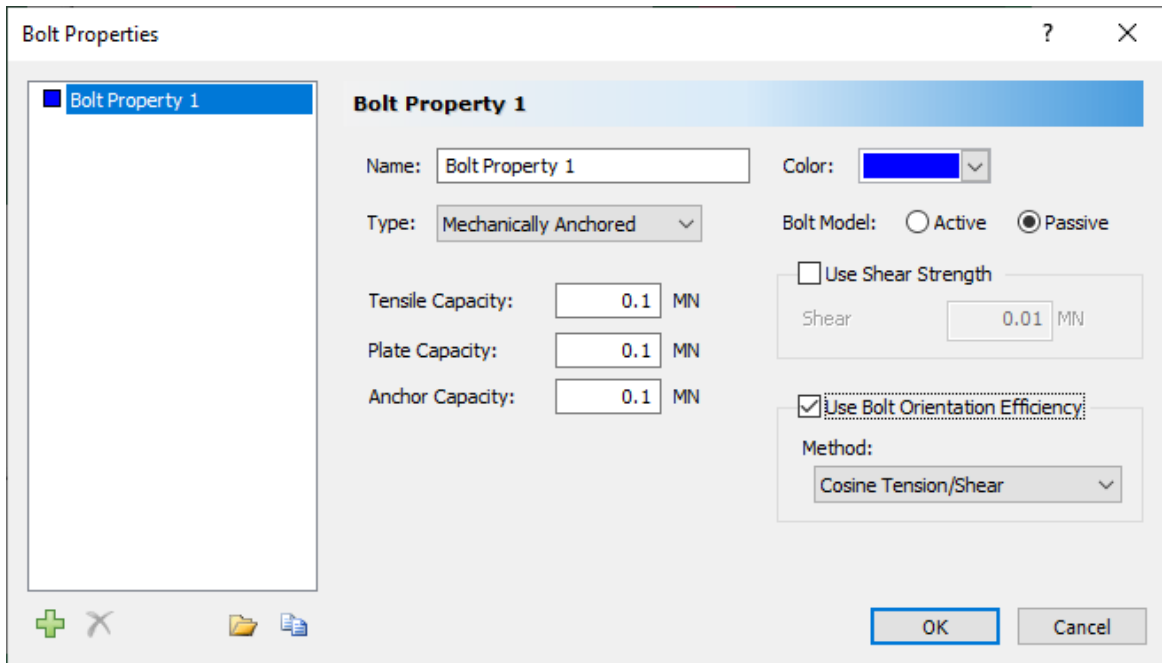 Bolt Properties
?
Bolt Property 1
Bolt Property 1
Name: Bolt Property 1
Color:
Type: Mechanically Anchored
Bolt Model: Active Passive
Use Shear Strength
Tensile Capacity: 0.1 MN
Shear 0.01 MN
Plate Capacity: 0.1 MN
Anchor Capacity: 0.1 MN
Use Bolt Orientation Efficiency
Method:
Cosine Tension/Shear
OK Cancel